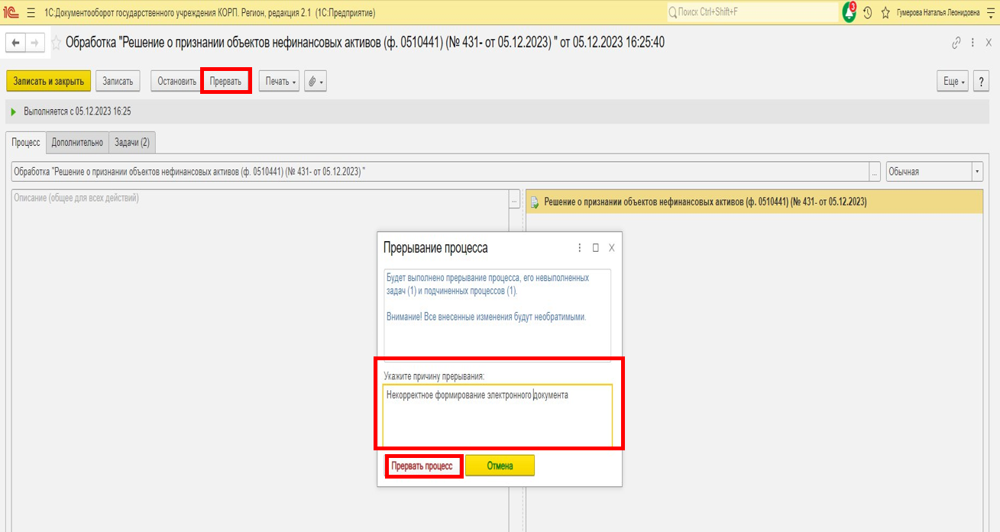 1С:Документооборот государственного учреждения КОРП. Регион, редакция 2.1 (1С:Предприятие)
Поиск Ctrl+Shift+F
3
Гумерова Наталья Леонидовна
Обработка "Решение о признании объектов нефинансовых активов (ф. 0510441) (№ 431- от 05.12.2023) " от 05.12.2023 16:25:40
Записать и закрыть
Записать
Остановить
Прервать
Печать
Еще
?
Выполняется с 05.12.2023 16:25
Процесс
Дополнительно
Задачи (2)
Обработка "Решение о признании объектов нефинансовых активов (ф. 0510441) (№ 431- от 05.12.2023) "
...
Обычная
Описание (общее для всех действий)
...
Решение о признании объектов нефинансовых активов (ф. 0510441) (№ 431- от 05.12.2023)
Прерывание процесса
Будет выполнено прерывание процесса, его невыполненных
задач (1) и подчиненных процессов (1).
Внимание! Все внесенные изменения будут необратимыми.
Укажите причину прерывания:
Некорректное формирование электронного документа
Прервать процесс
Отмена